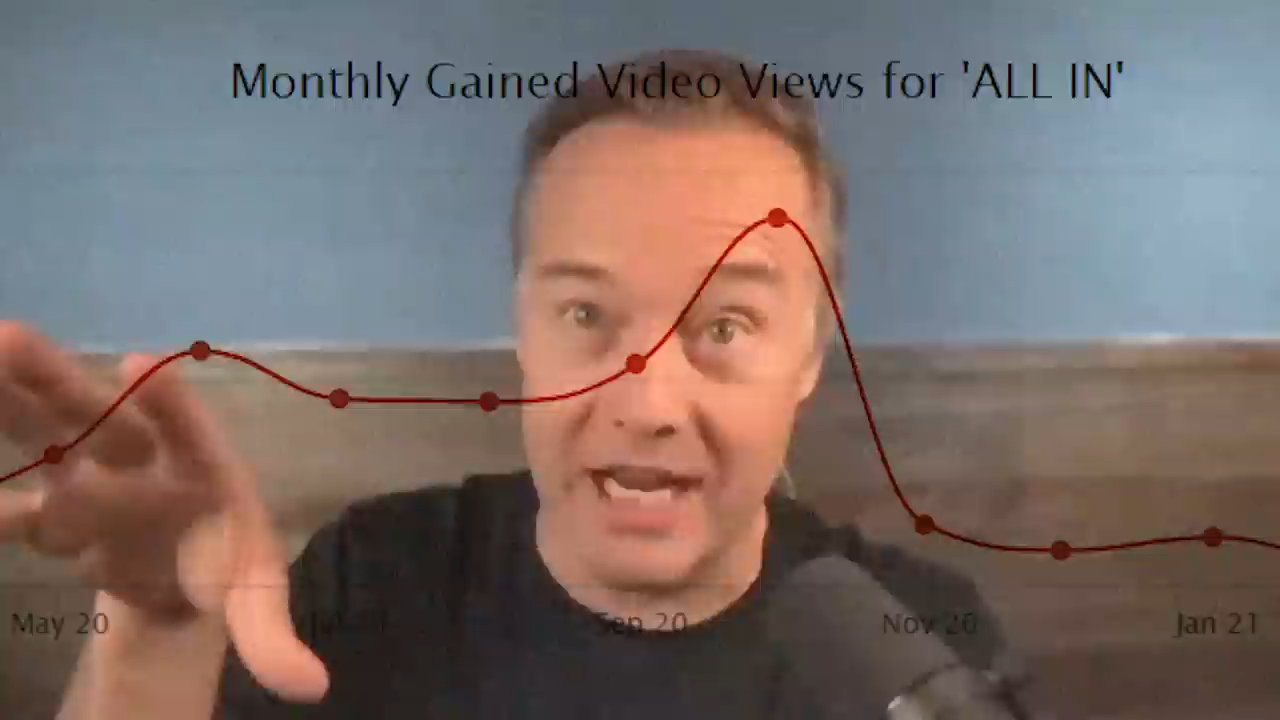 Monthly Gained Video Views for 'ALL IN'
May 20
Sep 20
Nov 20
Jan 21